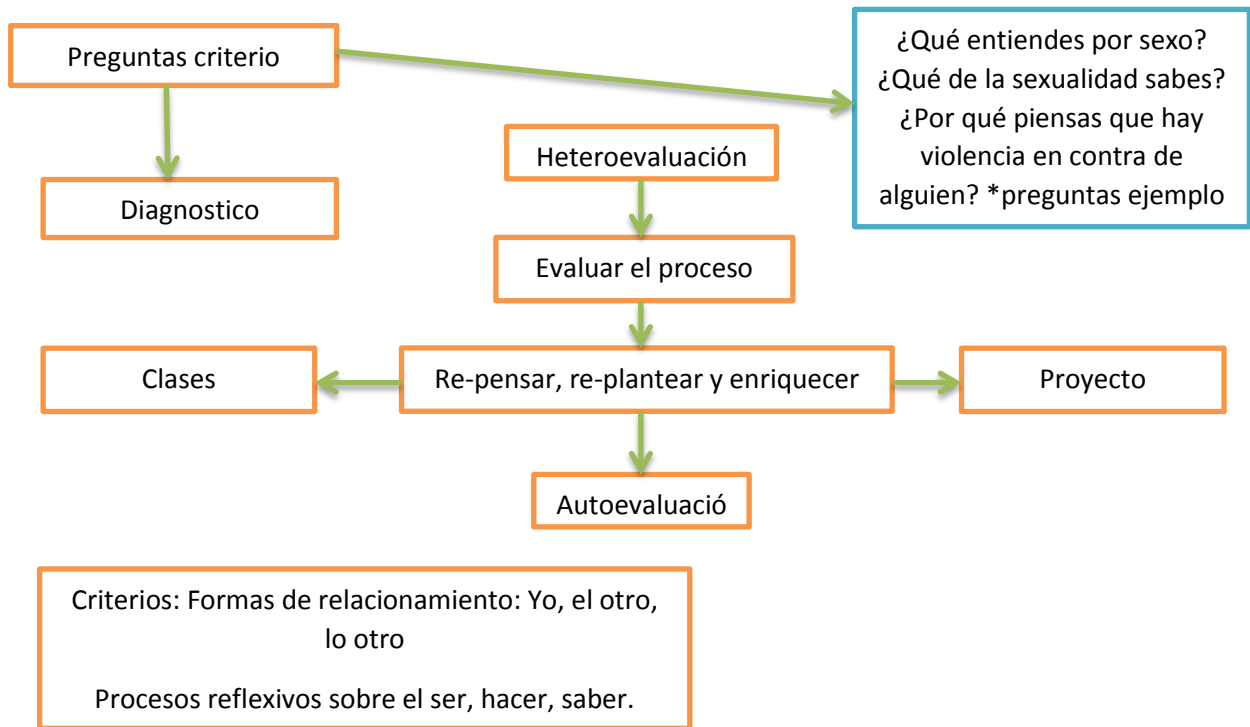 Preguntas criterio
¿Qué entiendes por sexo?
¿Qué de la sexualidad sabes?
¿Por qué piensas que hay
violencia en contra de
alguien? *preguntas ejemplo
Heteroevaluación
Diagnostico
Evaluar el proceso
Clases
Re-pensar, re-plantear y enriquecer
Proyecto
Autoevaluació
Criterios: Formas de relacionamiento: Yo, el otro,
lo otro
Procesos reflexivos sobre el ser, hacer, saber.